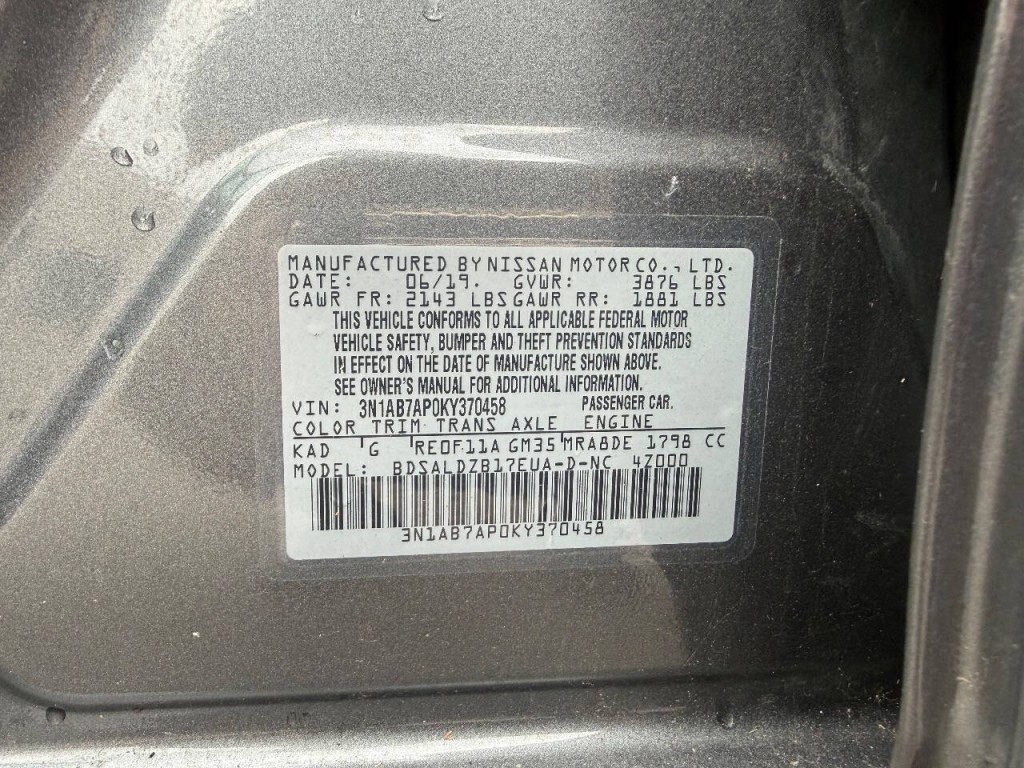 MANUFACTURED BY NISSAN MOTOR CO., LTD.
DATE: 06/19. GVWR: 3876 LBS
GAWR FR: 2143 LBS GAWR RR: 1881 LBS
THIS VEHICLE CONFORMS TO ALL APPLICABLE FEDERAL MOTOR
VEHICLE SAFETY, BUMPER AND THEFT PREVENTION STANDARDS
IN EFFECT ON THE DATE OF MANUFACTURE SHOWN ABOVE.
SEE OWNER'S MANUAL FOR ADDITIONAL INFORMATION.
VIN: 3N1AB7AP0KY370458 PASSENGER CAR.
COLOR TRIM TRANS AXLE ENGINE
KAD G RE0F11A GM35 MRA8DE 1798 CC
MODEL: BDSALDZB17EUA-D-NC 4Z000
3N1AB7AP0KY370458